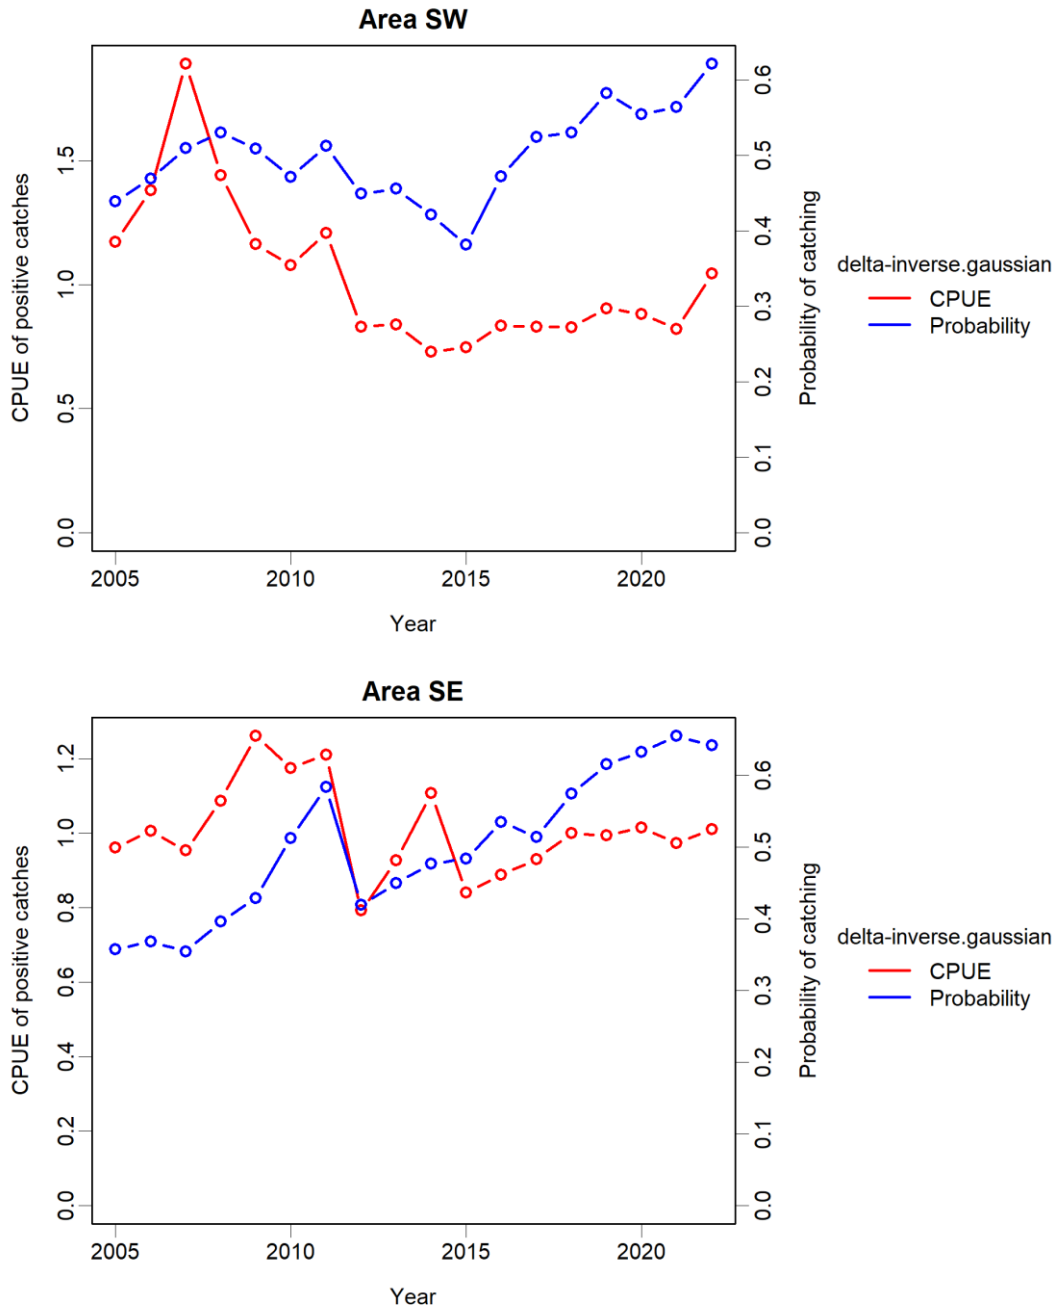 Area SW
CPUE of positive catches
0.0
0.5
1.0
1.5
Probability of catching
0.0
0.1
0.2
0.3
0.4
0.5
0.6
2005
2010
2015
2020
Year
delta-inverse.gaussian
CPUE
Probability
Area SE
CPUE of positive catches
0.0
0.2
0.4
0.6
0.8
1.0
1.2
Probability of catching
0.0
0.1
0.2
0.3
0.4
0.5
0.6
2005
2010
2015
2020
Year
delta-inverse.gaussian
CPUE
Probability